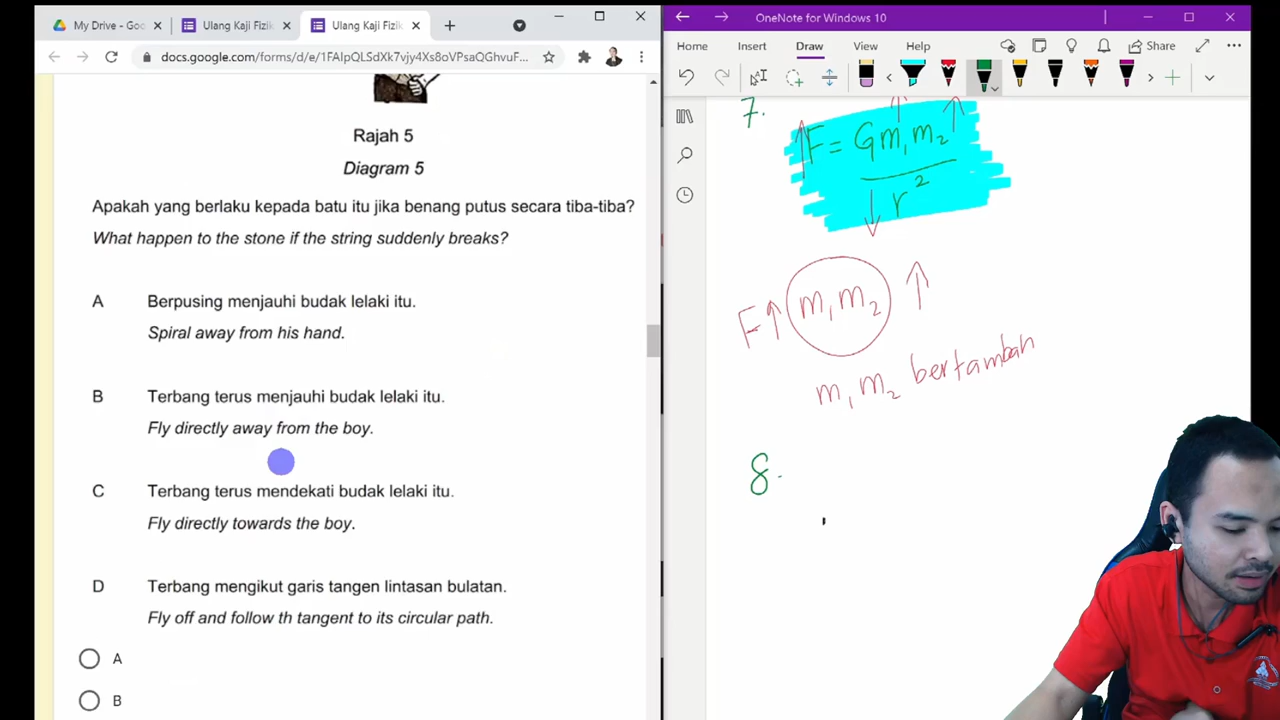 My Drive - Goo
Ulang Kaji Fizik
Ulang Kaji Fizik
docs.google.com/forms/d/e/1FAIpQLSdXk7vjy4Xs8oVPsaQGhvuF...
Rajah 5
Diagram 5
Apakah yang berlaku kepada batu itu jika benang putus secara tiba-tiba?
What happen to the stone if the string suddenly breaks?
A Berpusing menjauhi budak lelaki itu.
Spiral away from his hand.
B Terbang terus menjauhi budak lelaki itu.
Fly directly away from the boy.
C Terbang terus mendekati budak lelaki itu.
Fly directly towards the boy.
D Terbang mengikut garis tangen lintasan bulatan.
Fly off and follow th tangent to its circular path.
A
B
OneNote for Windows 10
Home Insert Draw View Help Share
7.
↑F = Gm₁m₂ ↑ ↑
↓ r²
F↑ m₁m₂ ↑
m₁m₂ bertambah
8.